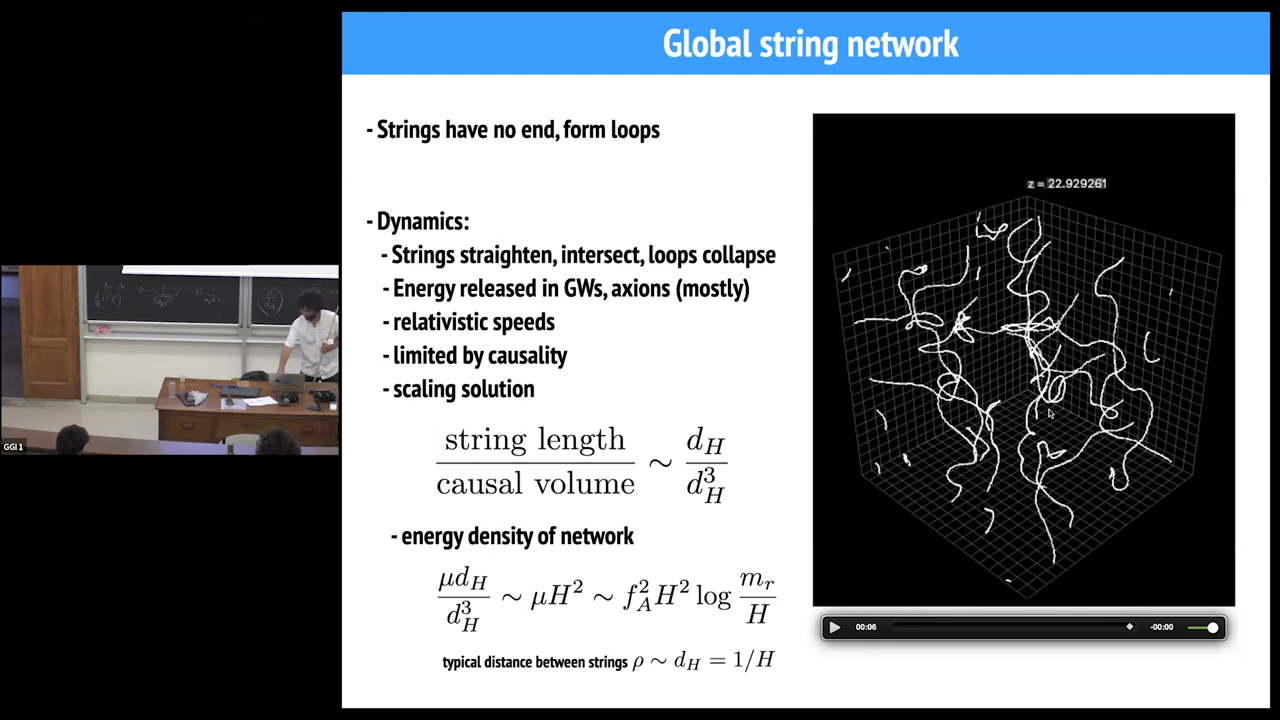 Global string network
- Strings have no end, form loops
- Dynamics:
- Strings straighten, intersect, loops collapse
- Energy released in GWs, axions (mostly)
- relativistic speeds
- limited by causality
- scaling solution
string length / causal volume ∼ d_H / d_H^3
- energy density of network
μd_H / d_H^3 ∼ μH^2 ∼ f_A^2 H^2 log m_r / H
typical distance between strings ρ ∼ d_H = 1/H
z = 22.929261
00:06
-00:00
GGI 1